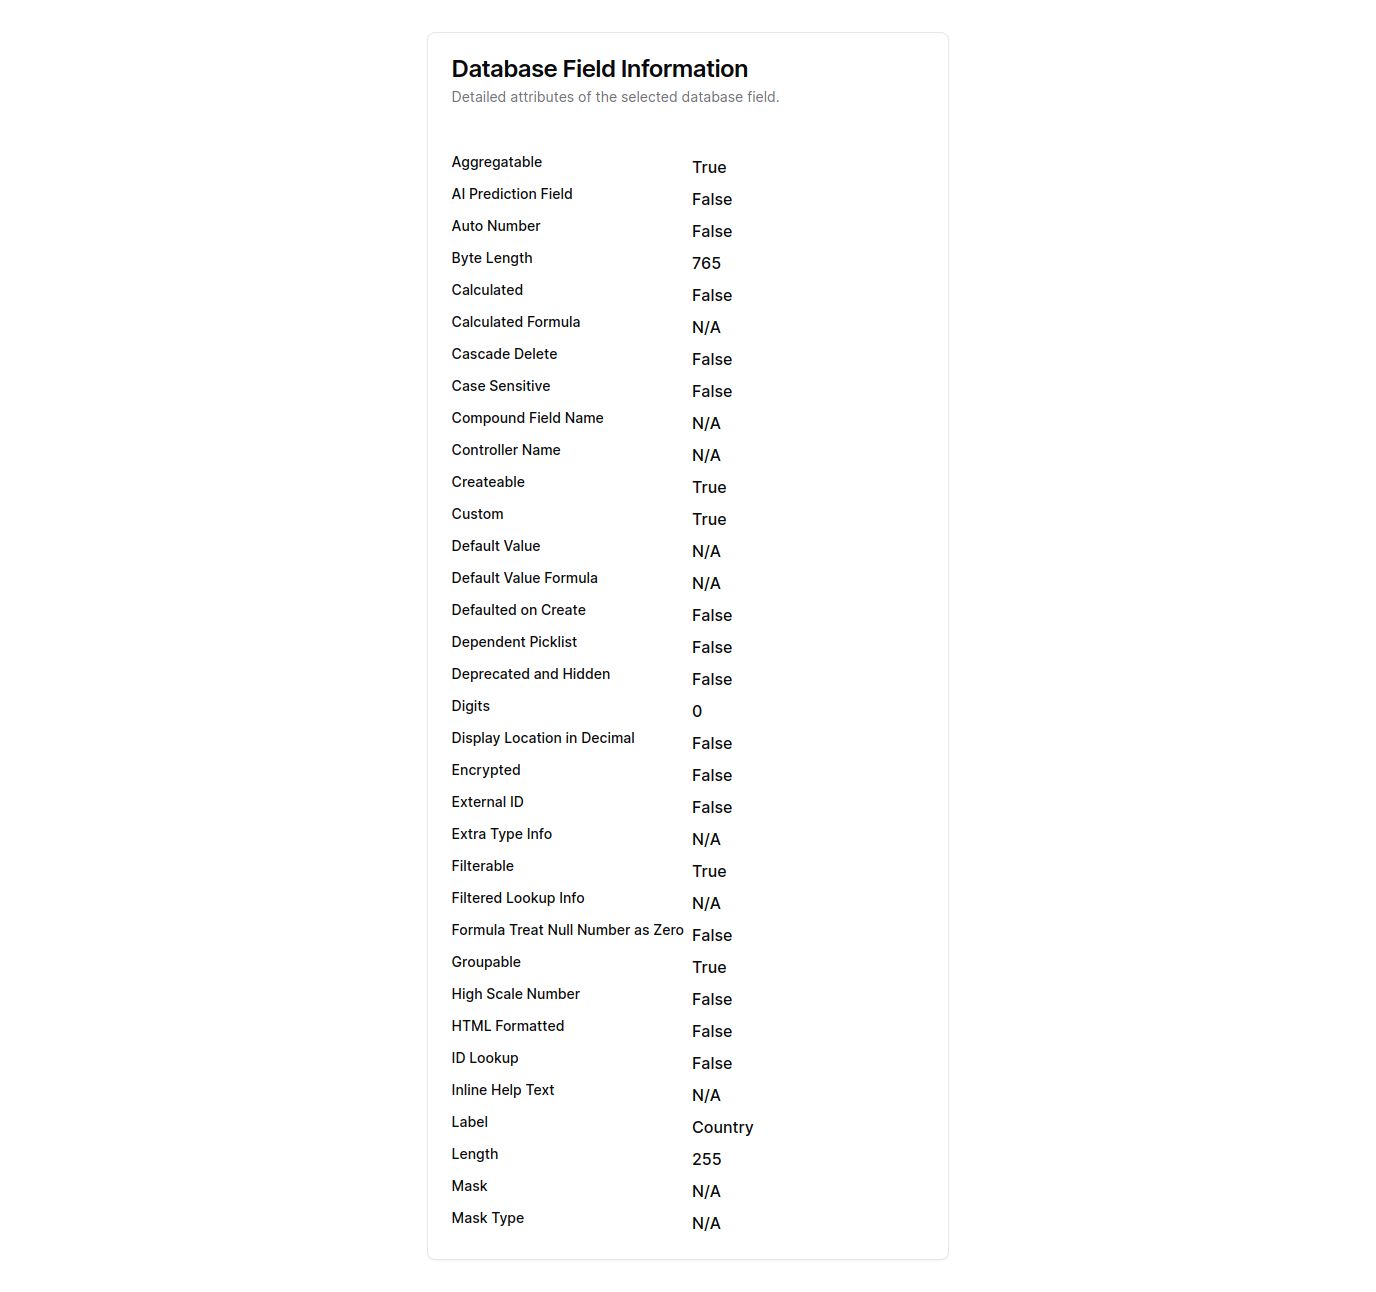 Database Field Information
Detailed attributes of the selected database field.
Aggregatable True
AI Prediction Field False
Auto Number False
Byte Length 765
Calculated False
Calculated Formula N/A
Cascade Delete False
Case Sensitive False
Compound Field Name N/A
Controller Name N/A
Createable True
Custom True
Default Value N/A
Default Value Formula N/A
Defaulted on Create False
Dependent Picklist False
Deprecated and Hidden False
Digits 0
Display Location in Decimal False
Encrypted False
External ID False
Extra Type Info N/A
Filterable True
Filtered Lookup Info N/A
Formula Treat Null Number as Zero False
Groupable True
High Scale Number False
HTML Formatted False
ID Lookup False
Inline Help Text N/A
Label Country
Length 255
Mask N/A
Mask Type N/A